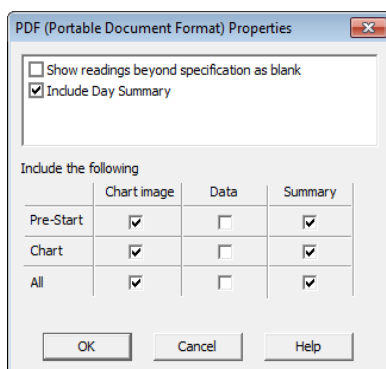 PDF (Portable Document Format) Properties
Show readings beyond specification as blank
Include Day Summary
Include the following
Chart image Data Summary
Pre-Start
Chart
All
OK Cancel Help